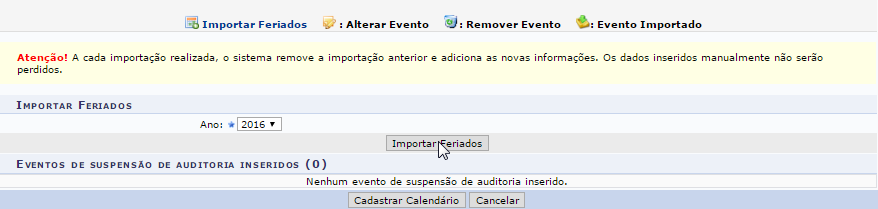 Importar Feriados : Alterar Evento : Remover Evento : Evento Importado
Atenção! A cada importação realizada, o sistema remove a importação anterior e adiciona as novas informações. Os dados inseridos manualmente não serão
perdidos.
Importar Feriados
Ano: 2016
Importar Feriados
Eventos de suspensão de auditoria inseridos (0)
Nenhum evento de suspensão de auditoria inserido.
Cadastrar Calendário Cancelar